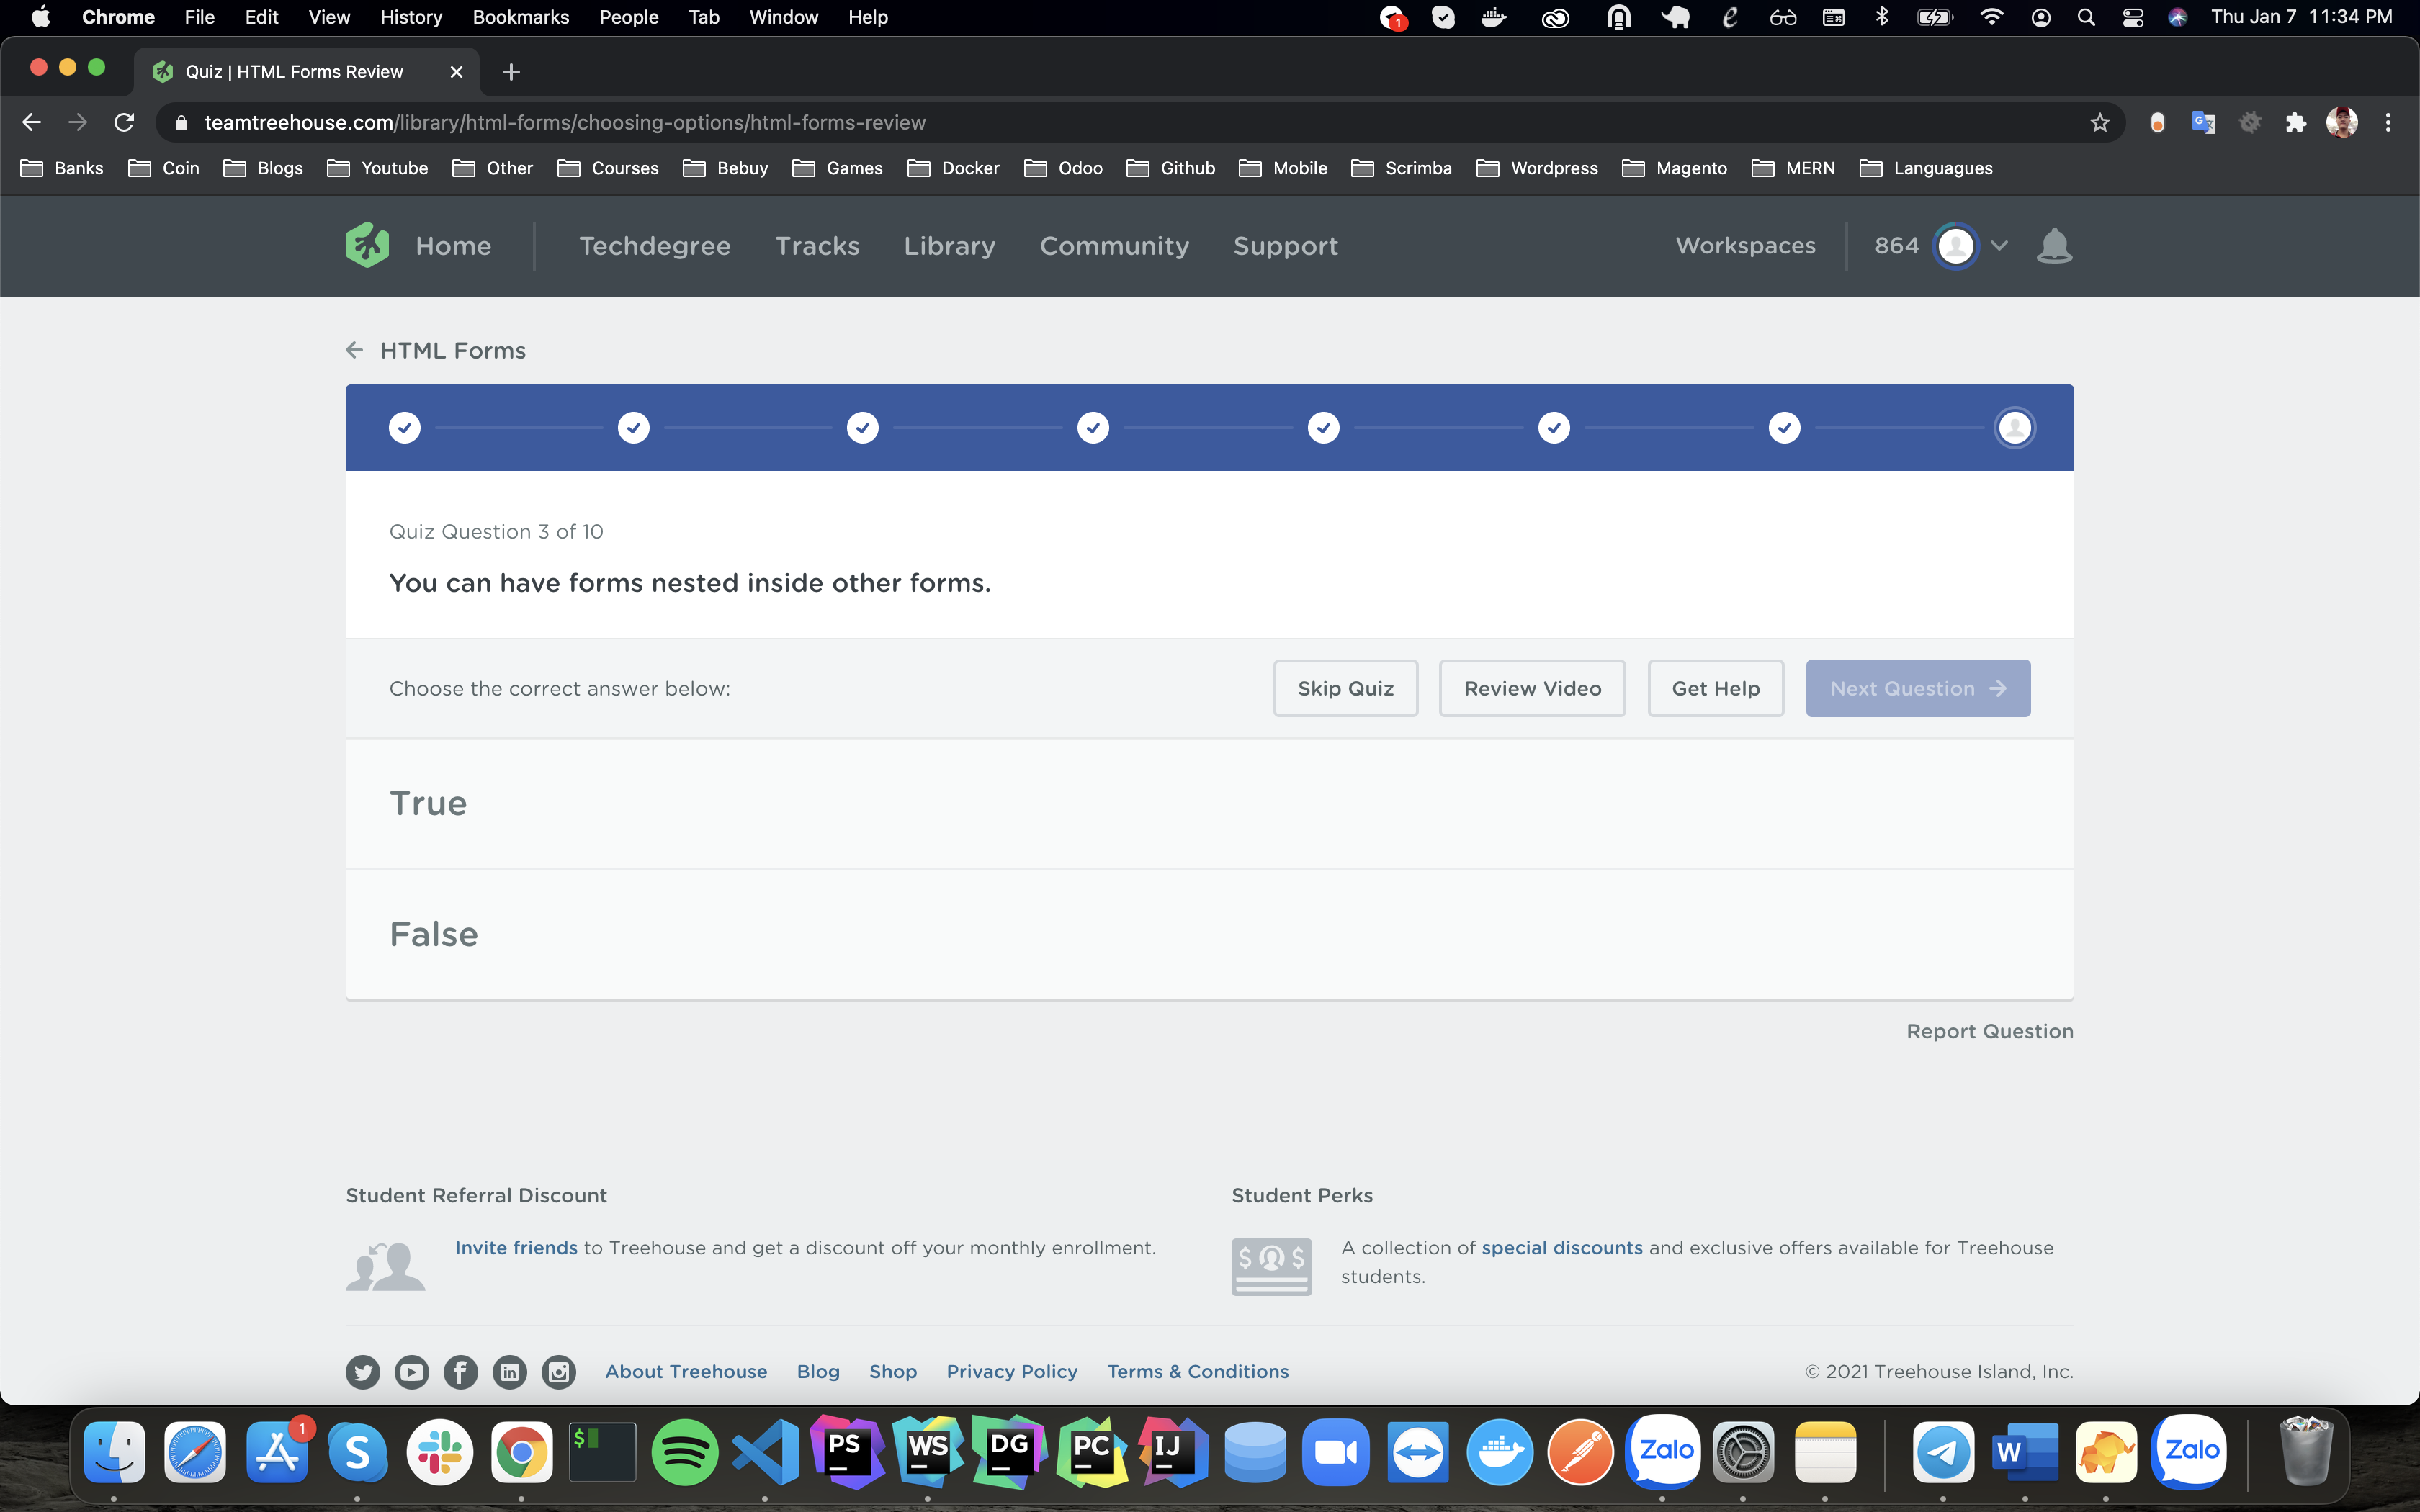 Chrome File Edit View History Bookmarks People Tab Window Help 1 Thu Jan 7 11:34 PM
Quiz | HTML Forms Review
teamtreehouse.com/library/html-forms/choosing-options/html-forms-review
Banks Coin Blogs Youtube Other Courses Bebuy Games Docker Odoo Github Mobile Scrimba Wordpress Magento MERN Languagues
Home Techdegree Tracks Library Community Support Workspaces 864
HTML Forms
Quiz Question 3 of 10
You can have forms nested inside other forms.
Choose the correct answer below: Skip Quiz Review Video Get Help Next Question
True
False
Report Question
Student Referral Discount Student Perks
Invite friends to Treehouse and get a discount off your monthly enrollment. A collection of special discounts and exclusive offers available for Treehouse
students.
About Treehouse Blog Shop Privacy Policy Terms & Conditions © 2021 Treehouse Island, Inc.
1 S $ PS WS DG PC IJ Zalo W Zalo